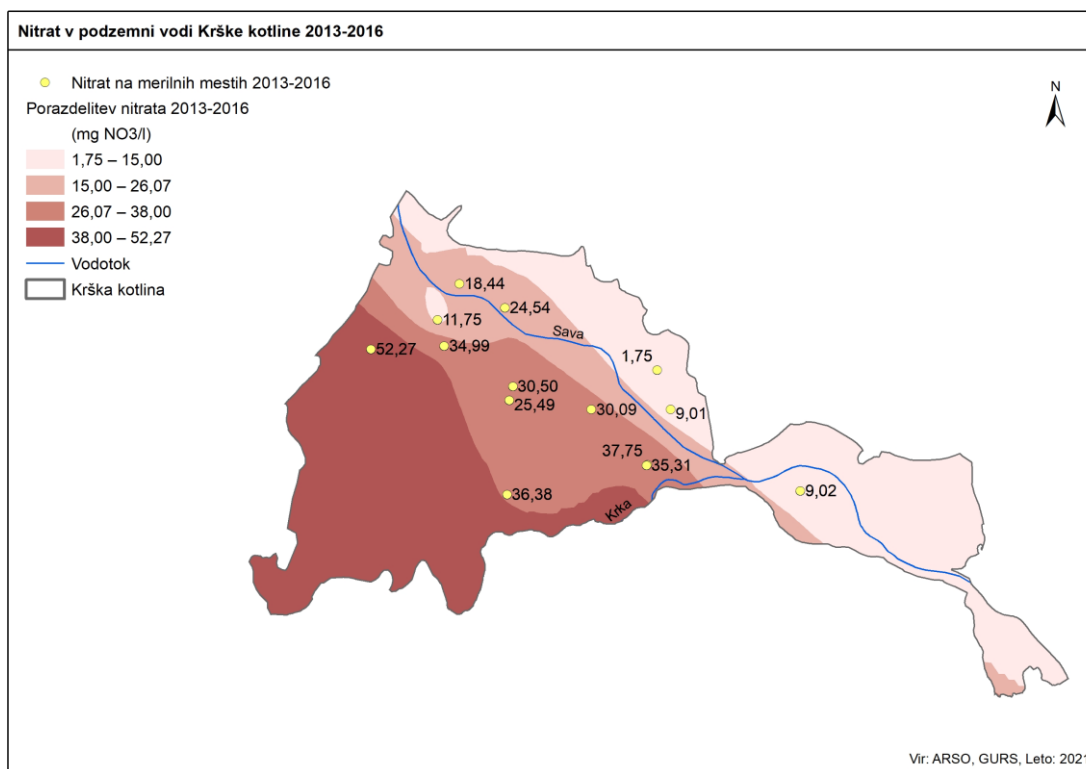 Nitrat v podzemni vodi Krške kotline 2013-2016
Nitrat na merilnih mestih 2013-2016
Porazdelitev nitrata 2013-2016
(mg NO3/l)
1,75 – 15,00
15,00 – 26,07
26,07 – 38,00
38,00 – 52,27
Vodotok
Krška kotlina
N
18,44
24,54
11,75
Sava
34,99
52,27
1,75
30,50
25,49
30,09
9,01
37,75
35,31
9,02
36,38
Krka
Vir: ARSO, GURS, Leto: 2021